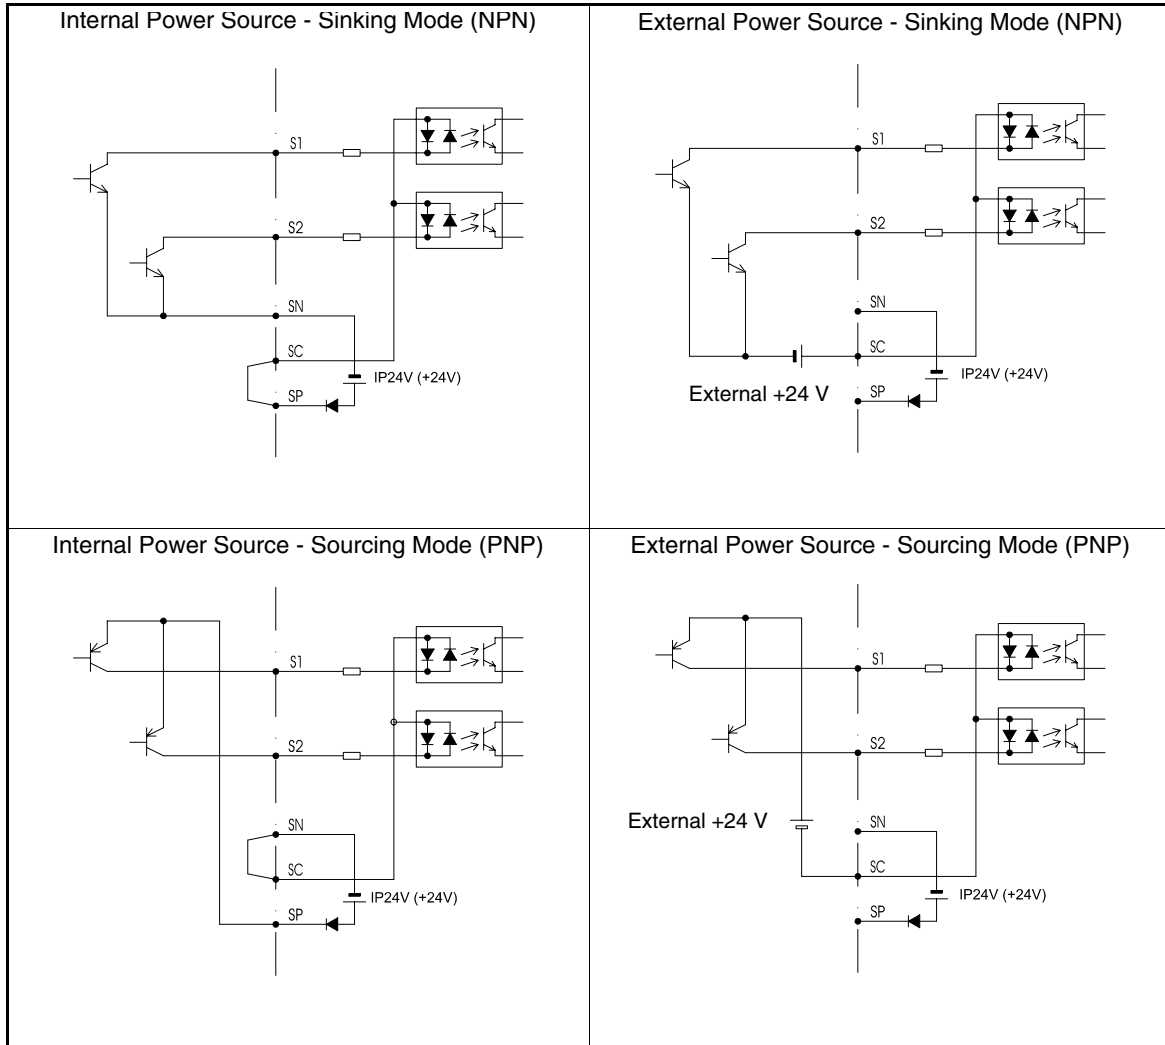 Internal Power Source - Sinking Mode (NPN)
S1
S2
SN
SC
IP24V (+24V)
SP
External Power Source - Sinking Mode (NPN)
S1
S2
SN
SC
IP24V (+24V)
External +24 V
SP
Internal Power Source - Sourcing Mode (PNP)
S1
S2
SN
SC
IP24V (+24V)
SP
External Power Source - Sourcing Mode (PNP)
S1
S2
External +24 V
SN
SC
IP24V (+24V)
SP